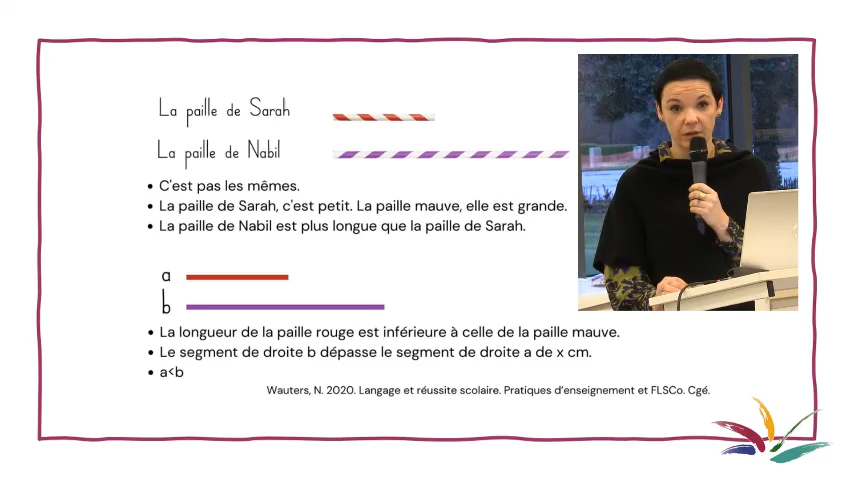 La paille de Sarah
La paille de Nabil
• C'est pas les mêmes.
• La paille de Sarah, c'est petit. La paille mauve, elle est grande.
• La paille de Nabil est plus longue que la paille de Sarah.
a
b
• La longueur de la paille rouge est inférieure à celle de la paille mauve.
• Le segment de droite b dépasse le segment de droite a de x cm.
• a<b
Wauters, N. 2020. Langage et réussite scolaire. Pratiques d’enseignement et FLSCo. Cgé.